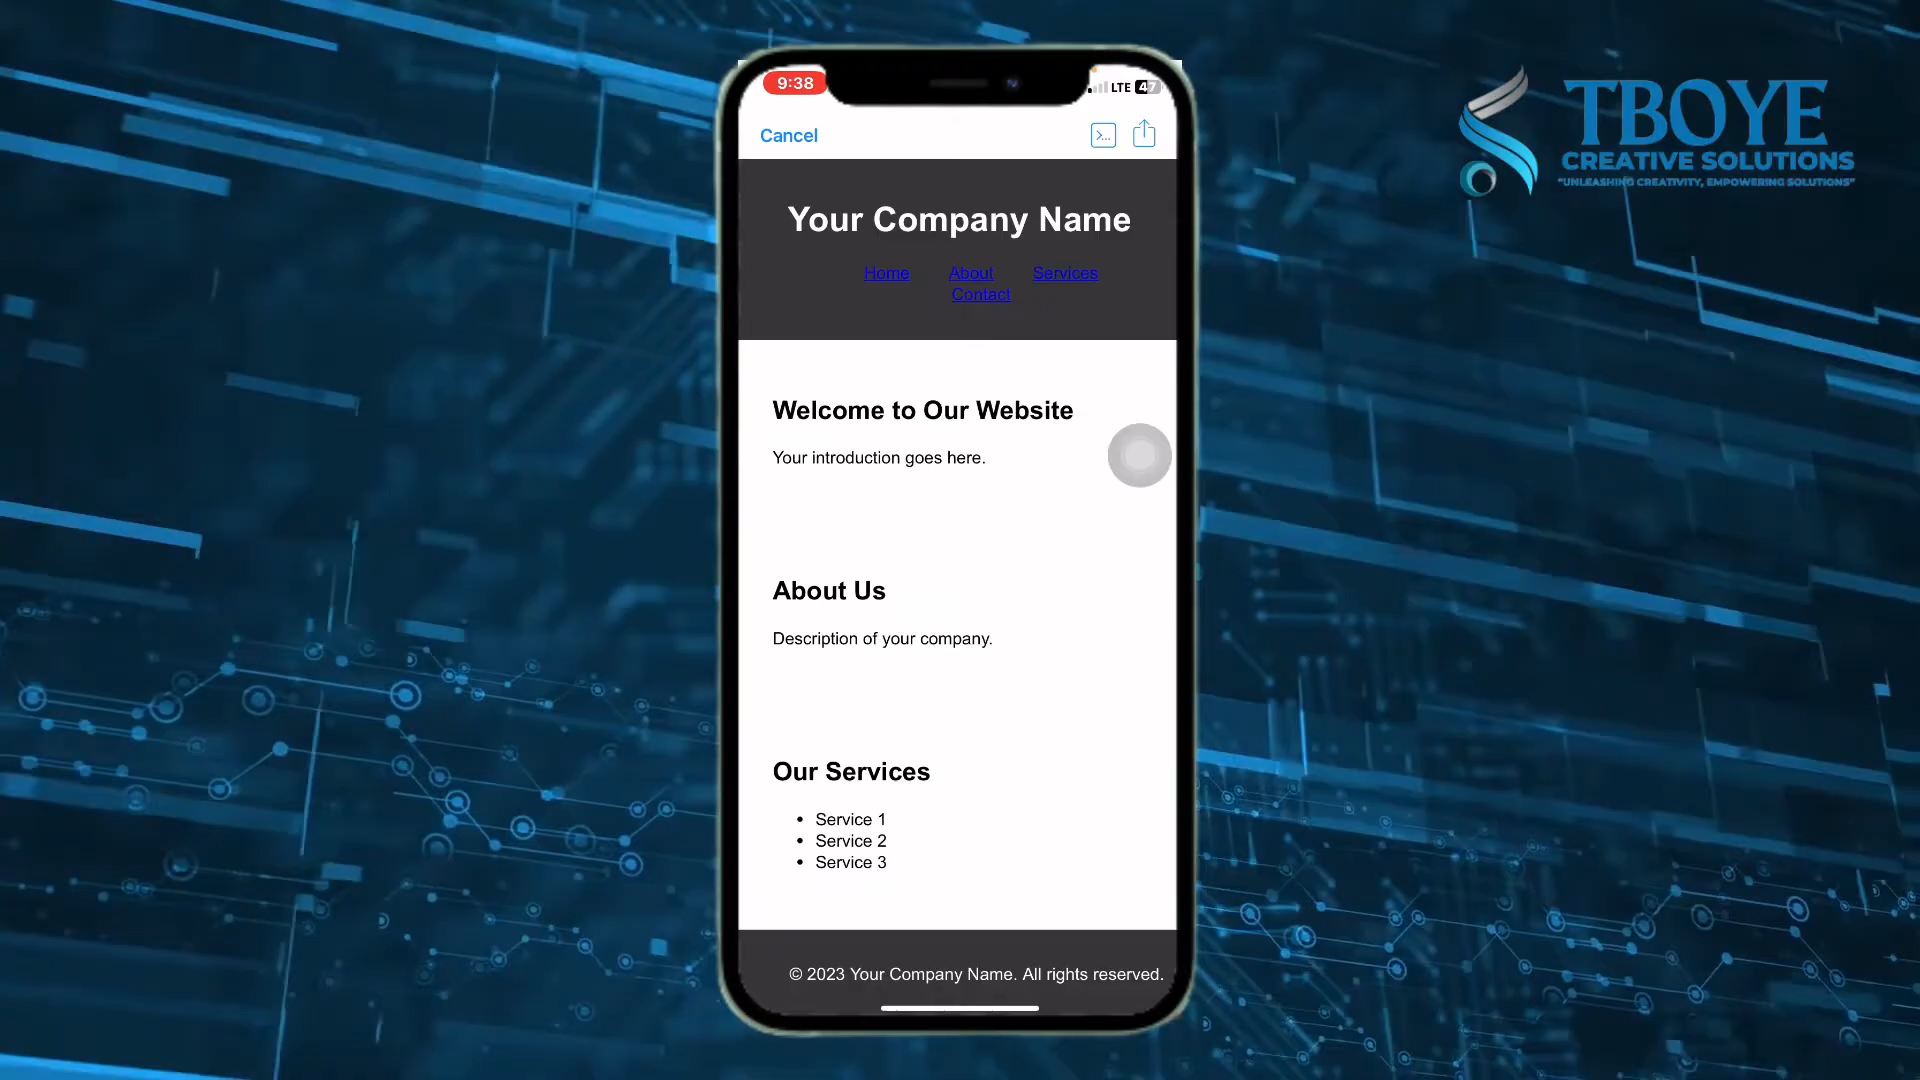 9:38
LTE 47
TBOYE
CREATIVE SOLUTIONS
"UNLEASHING CREATIVITY, EMPOWERING SOLUTIONS"
Cancel
Your Company Name
Home About Services
Contact
Welcome to Our Website
Your introduction goes here.
About Us
Description of your company.
Our Services
• Service 1
• Service 2
• Service 3
© 2023 Your Company Name. All rights reserved.